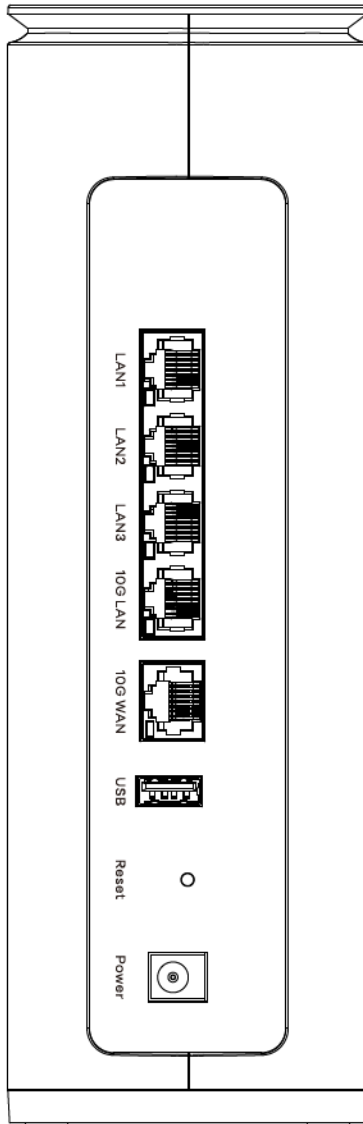 LAN1
LAN2
LAN3
10G LAN
10G WAN
USB
Reset
Power